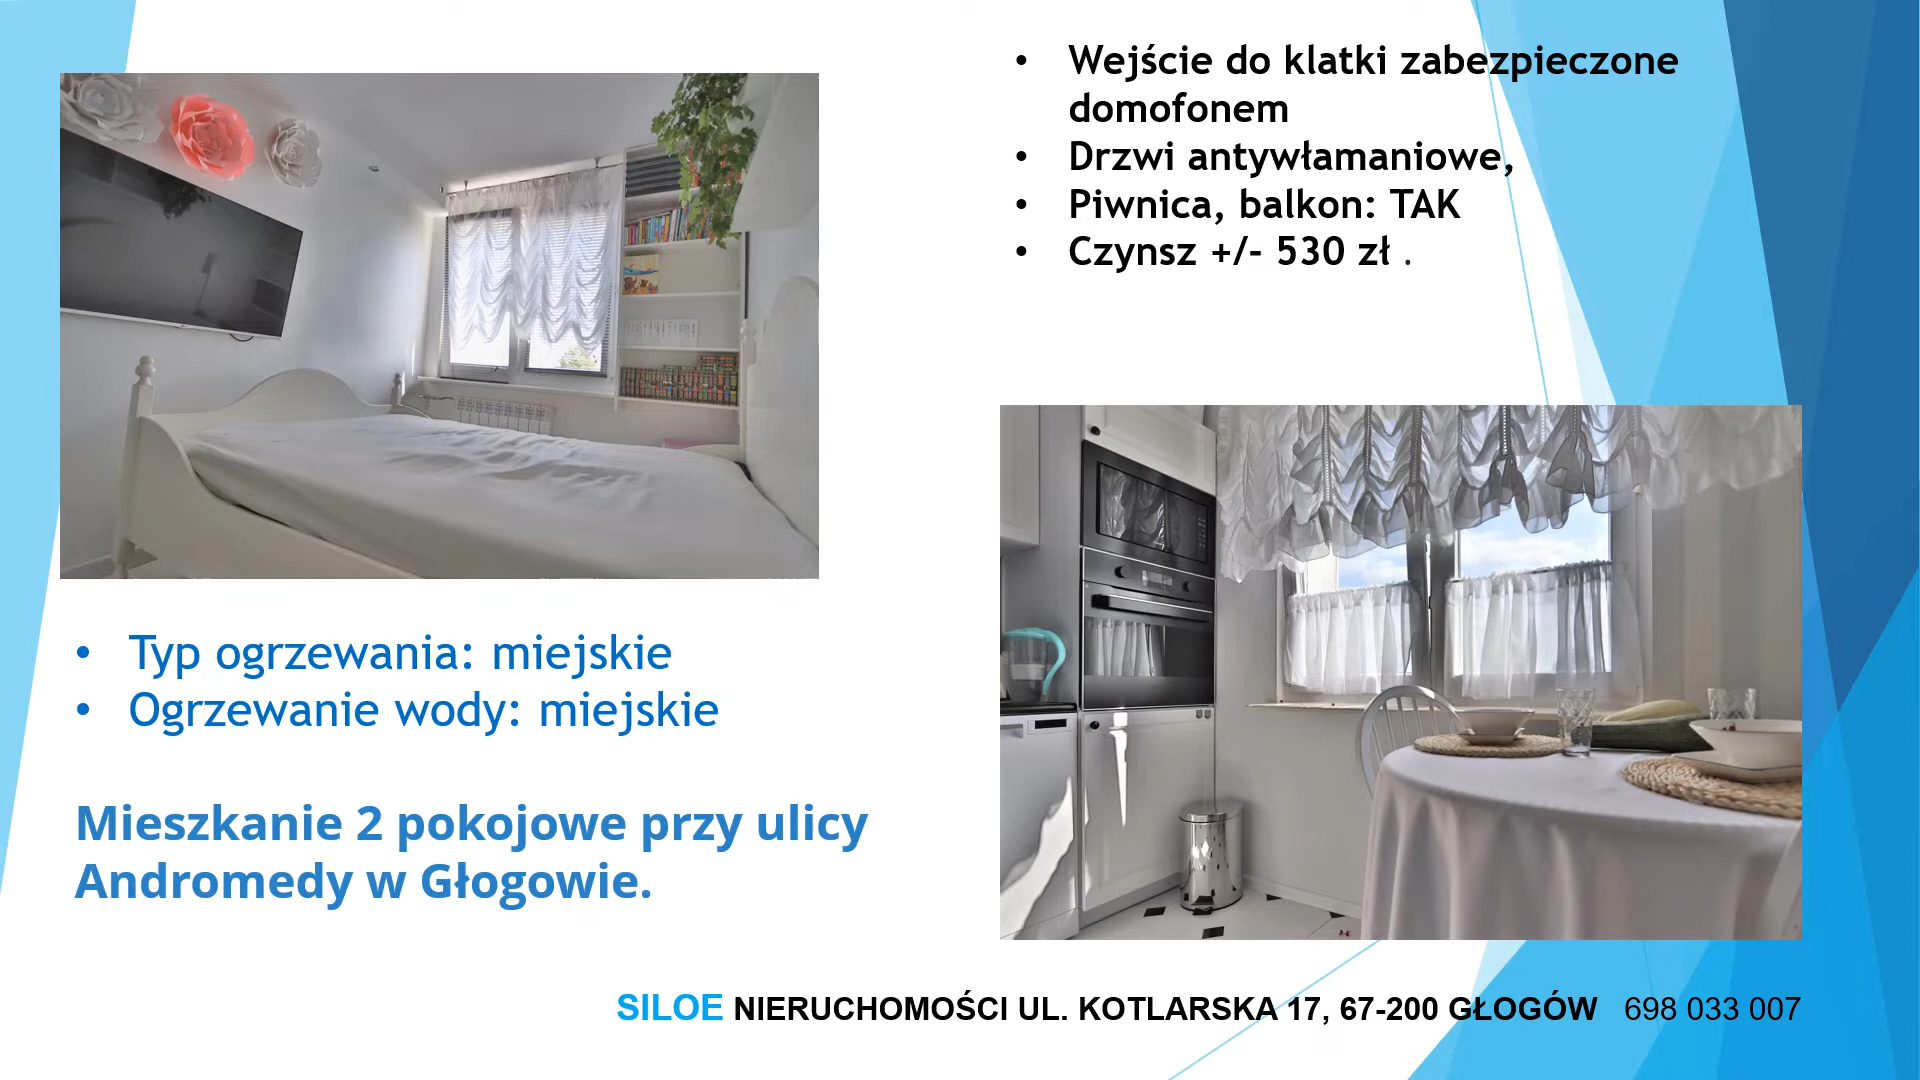 • Wejście do klatki zabezpieczone
domofonem
• Drzwi antywłamaniowe,
• Piwnica, balkon: TAK
• Czynsz +/- 530 zł .
• Typ ogrzewania: miejskie
• Ogrzewanie wody: miejskie
Mieszkanie 2 pokojowe przy ulicy
Andromedy w Głogowie.
SILOE NIERUCHOMOŚCI UL. KOTLARSKA 17, 67-200 GŁOGÓW 698 033 007